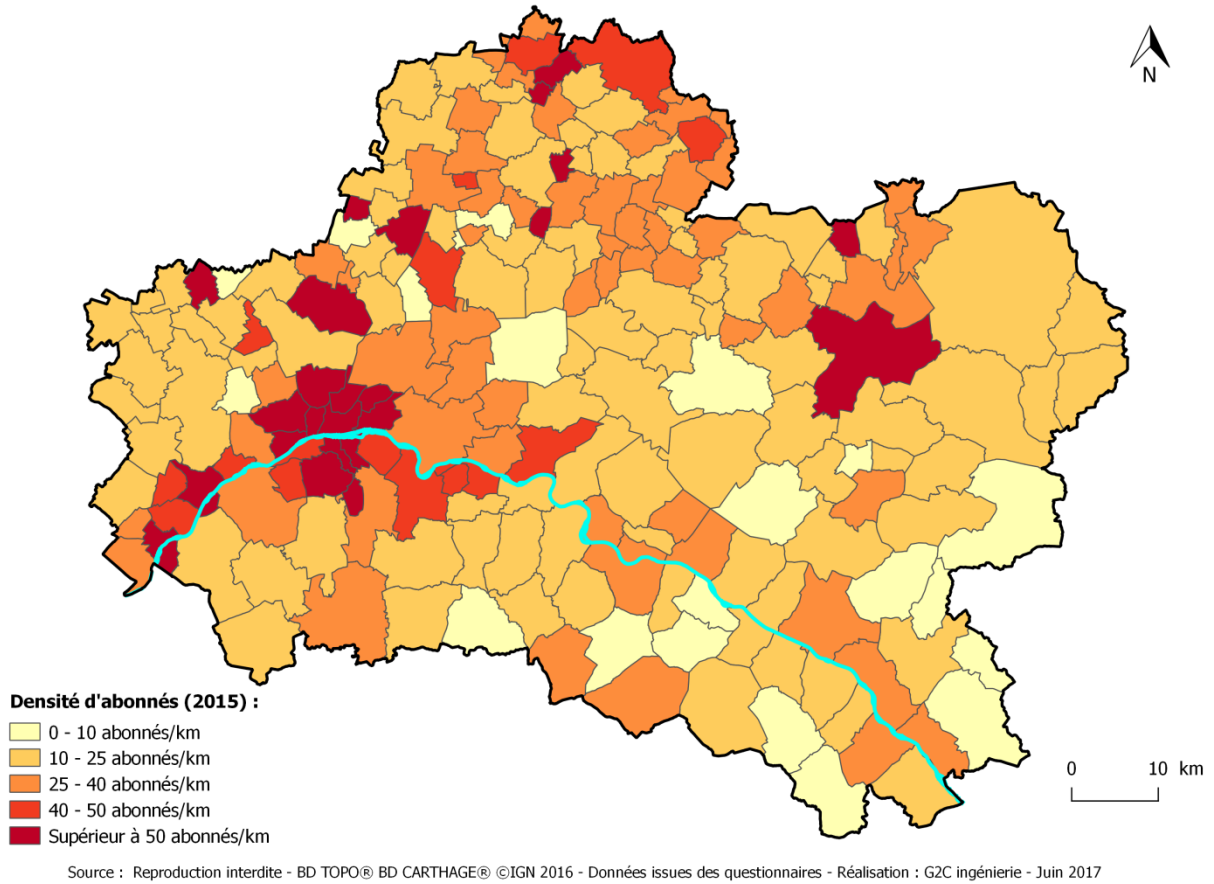 N
Densité d'abonnés (2015) :
0 - 10 abonnés/km
10 - 25 abonnés/km
25 - 40 abonnés/km
40 - 50 abonnés/km
Supérieur à 50 abonnés/km
0 10 km
Source : Reproduction interdite - BD TOPO® BD CARTHAGE® ©IGN 2016 - Données issues des questionnaires - Réalisation : G2C ingénierie - Juin 2017